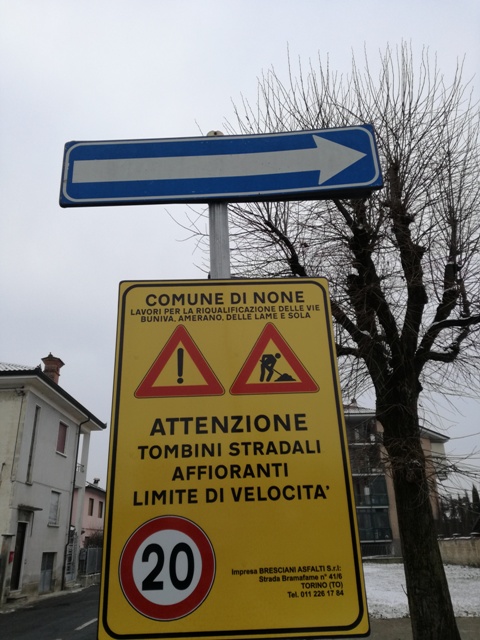 COMUNE DI NONE
LAVORI PER LA RIQUALIFICAZIONE DELLE VIE
BUNIVA, AMERANO, DELLE LAME E SOLA
!
ATTENZIONE
TOMBINI STRADALI
AFFIORANTI
LIMITE DI VELOCITA'
20
Impresa BRESCIANI ASFALTI S.r.l:
Strada Bramafame n° 41/6
TORINO (TO)
Tel. 011 226 17 84